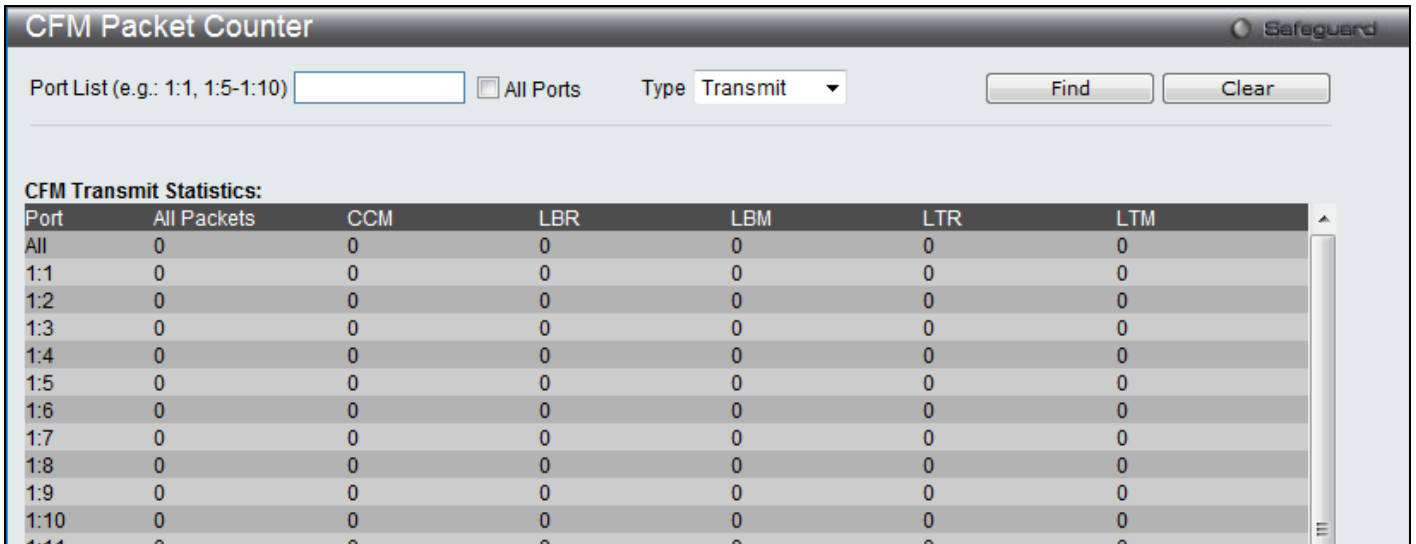 CFM Packet Counter Safeguard
Port List (e.g.: 1:1, 1:5-1:10) All Ports Type Transmit Find Clear
CFM Transmit Statistics:
Port All Packets CCM LBR LBM LTR LTM
All 0 0 0 0 0 0
1:1 0 0 0 0 0 0
1:2 0 0 0 0 0 0
1:3 0 0 0 0 0 0
1:4 0 0 0 0 0 0
1:5 0 0 0 0 0 0
1:6 0 0 0 0 0 0
1:7 0 0 0 0 0 0
1:8 0 0 0 0 0 0
1:9 0 0 0 0 0 0
1:10 0 0 0 0 0 0